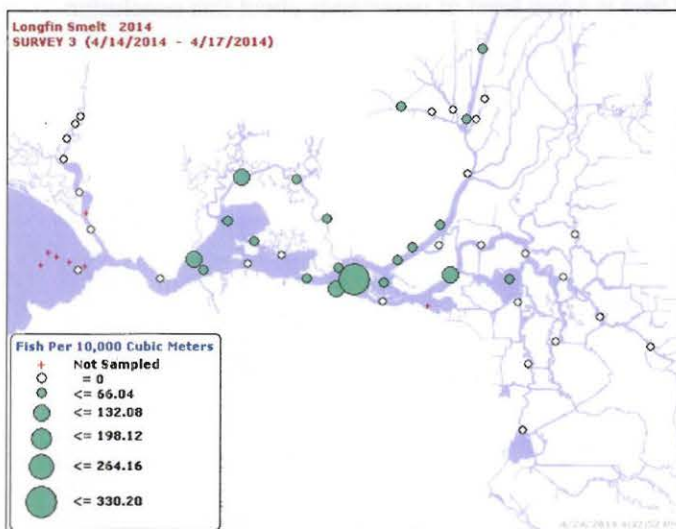 Longfin Smelt 2014
SURVEY 3 (4/14/2014 - 4/17/2014)
Fish Per 10,000 Cubic Meters
Not Sampled
= 0
<= 66.04
<= 132.08
<= 198.12
<= 264.16
<= 330.20